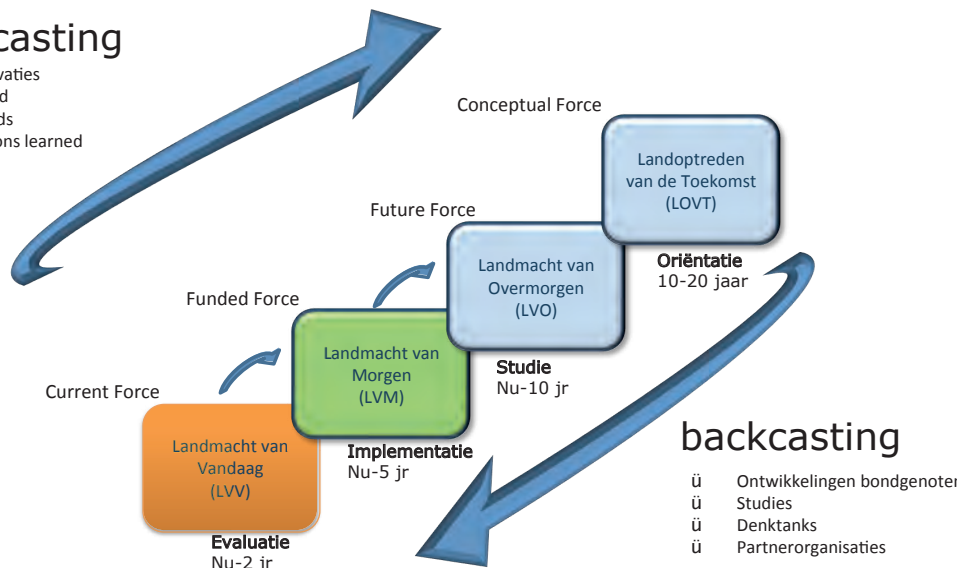 casting
vaties
d
ds
ons learned
Conceptual Force
Landoptreden
van de Toekomst
(LOVT)
Oriëntatie
10-20 jaar
Future Force
Landmacht van
Overmorgen
(LVO)
Studie
Nu-10 jr
Funded Force
Landmacht van
Morgen
(LVM)
Implementatie
Nu-5 jr
Current Force
Landmacht van
Vandaag
(LVV)
Evaluatie
Nu-2 jr
backcasting
ü Ontwikkelingen bondgenoten
ü Studies
ü Denktanks
ü Partnerorganisaties